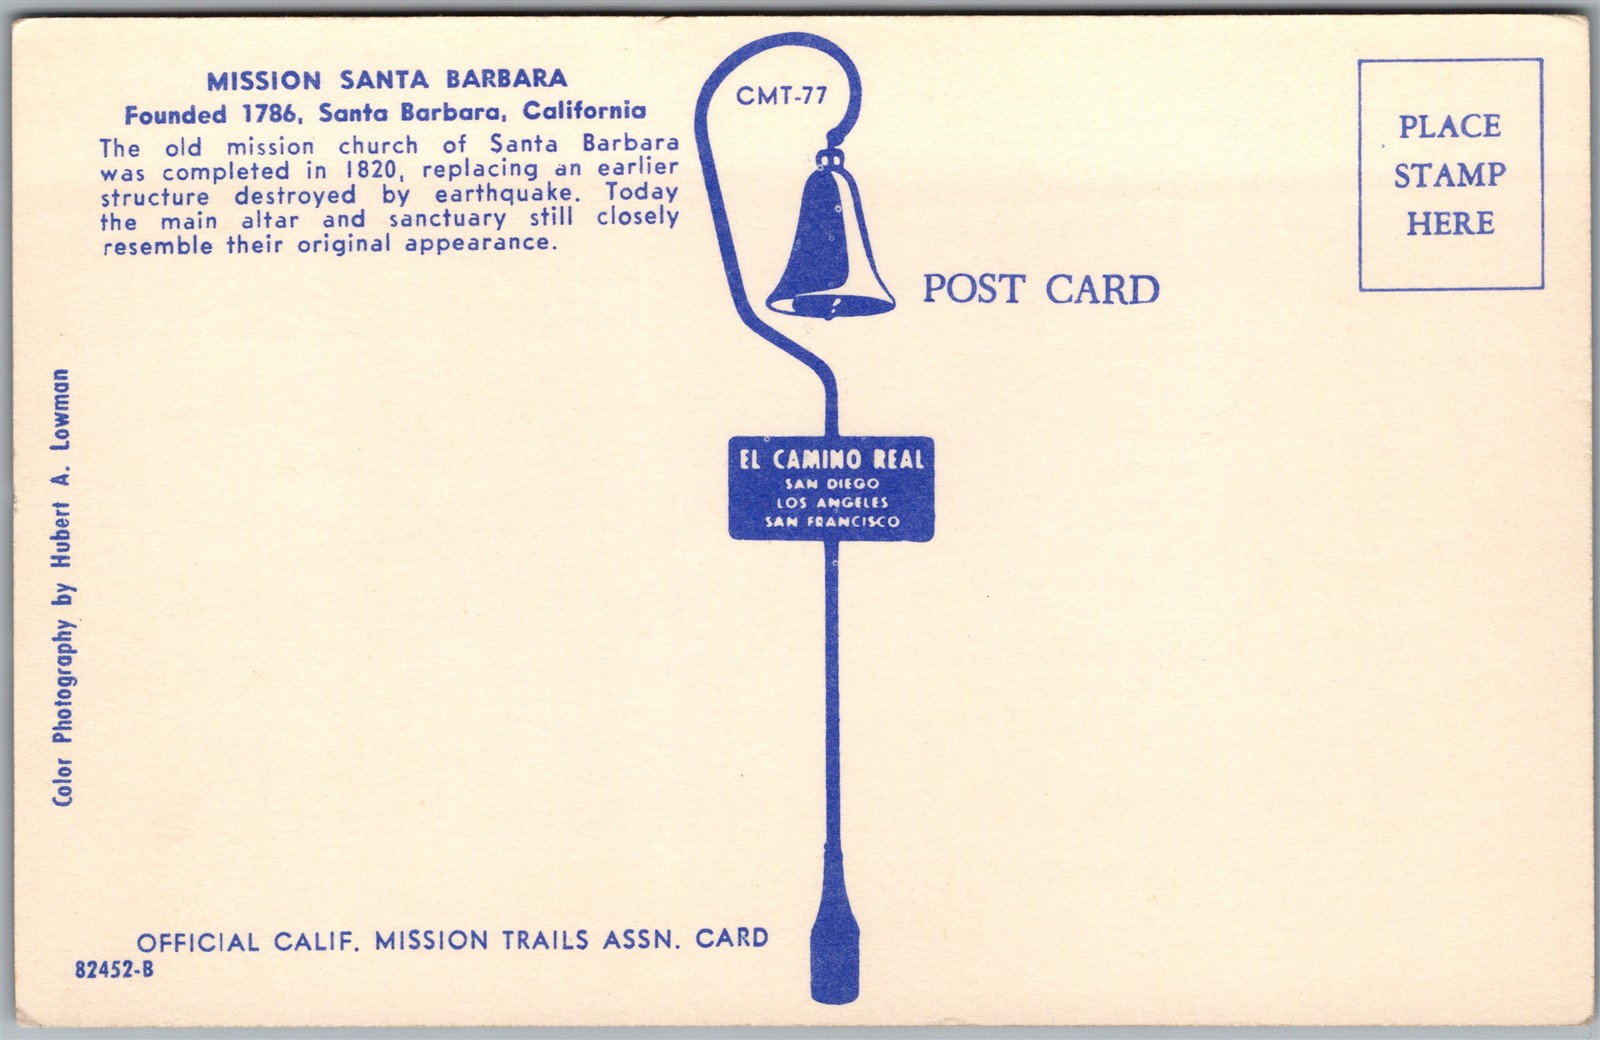 MISSION SANTA BARBARA
Founded 1786, Santa Barbara, California
The old mission church of Santa Barbara
was completed in 1820, replacing an earlier
structure destroyed by earthquake. Today
the main altar and sanctuary still closely
resemble their original appearance.
CMT-77
POST CARD
PLACE
STAMP
HERE
Color Photography by Hubert A. Lowman
EL CAMINO REAL
SAN DIEGO
LOS ANGELES
SAN FRANCISCO
OFFICIAL CALIF. MISSION TRAILS ASSN. CARD
82452-B